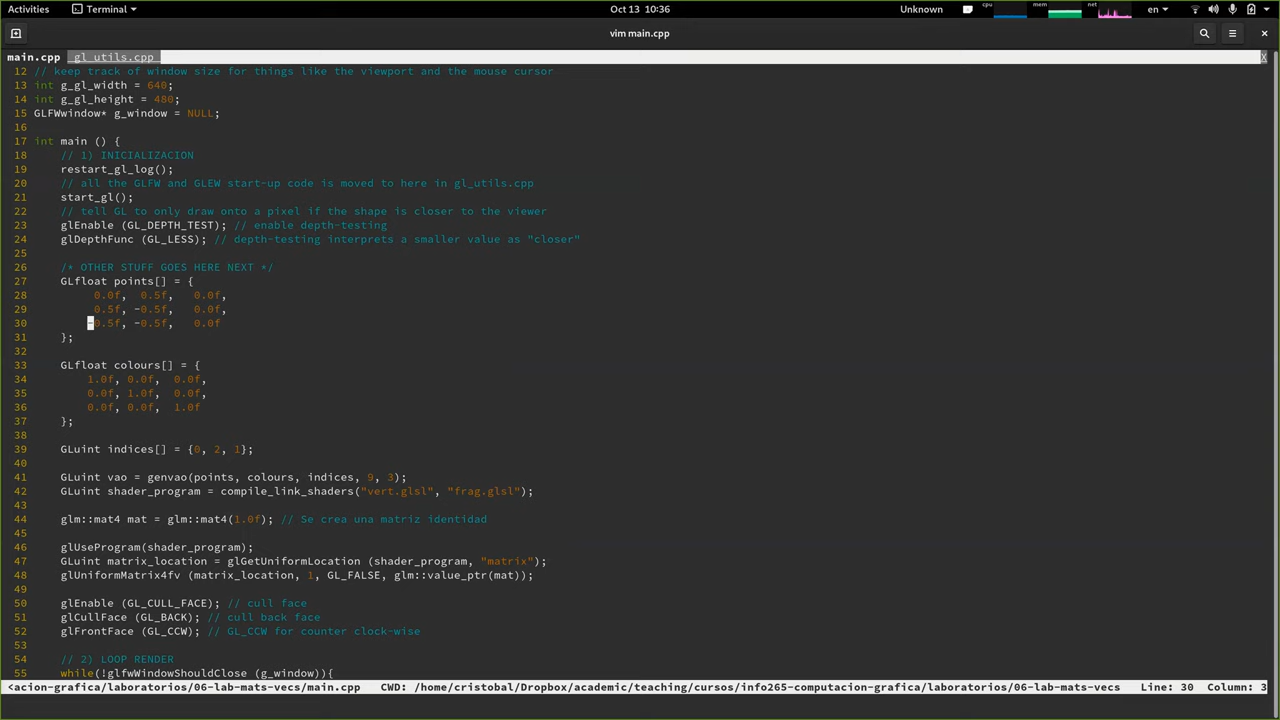 Activities Terminal Oct 13 10:36 Unknown cpu mem net en
vim main.cpp
main.cpp gl_utils.cpp X
12 // keep track of window size for things like the viewport and the mouse cursor
13 int g_gl_width = 640;
14 int g_gl_height = 480;
15 GLFWwindow* g_window = NULL;
16
17 int main () {
18 // 1) INICIALIZACION
19 restart_gl_log();
20 // all the GLFW and GLEW start-up code is moved to here in gl_utils.cpp
21 start_gl();
22 // tell GL to only draw onto a pixel if the shape is closer to the viewer
23 glEnable (GL_DEPTH_TEST); // enable depth-testing
24 glDepthFunc (GL_LESS); // depth-testing interprets a smaller value as "closer"
25
26 /* OTHER STUFF GOES HERE NEXT */
27 GLfloat points[] = {
28 0.0f, 0.5f, 0.0f,
29 0.5f, -0.5f, 0.0f,
30 -0.5f, -0.5f, 0.0f
31 };
32
33 GLfloat colours[] = {
34 1.0f, 0.0f, 0.0f,
35 0.0f, 1.0f, 0.0f,
36 0.0f, 0.0f, 1.0f
37 };
38
39 GLuint indices[] = {0, 2, 1};
40
41 GLuint vao = genvao(points, colours, indices, 9, 3);
42 GLuint shader_program = compile_link_shaders("vert.glsl", "frag.glsl");
43
44 glm::mat4 mat = glm::mat4(1.0f); // Se crea una matriz identidad
45
46 glUseProgram(shader_program);
47 GLuint matrix_location = glGetUniformLocation (shader_program, "matrix");
48 glUniformMatrix4fv (matrix_location, 1, GL_FALSE, glm::value_ptr(mat));
49
50 glEnable (GL_CULL_FACE); // cull face
51 glCullFace (GL_BACK); // cull back face
52 glFrontFace (GL_CCW); // GL_CCW for counter clock-wise
53
54 // 2) LOOP RENDER
55 while(!glfwWindowShouldClose (g_window)){
<acion-grafica/laboratorios/06-lab-mats-vecs/main.cpp CWD: /home/cristobal/Dropbox/academic/teaching/cursos/info265-computacion-grafica/laboratorios/06-lab-mats-vecs Line: 30 Column: 3